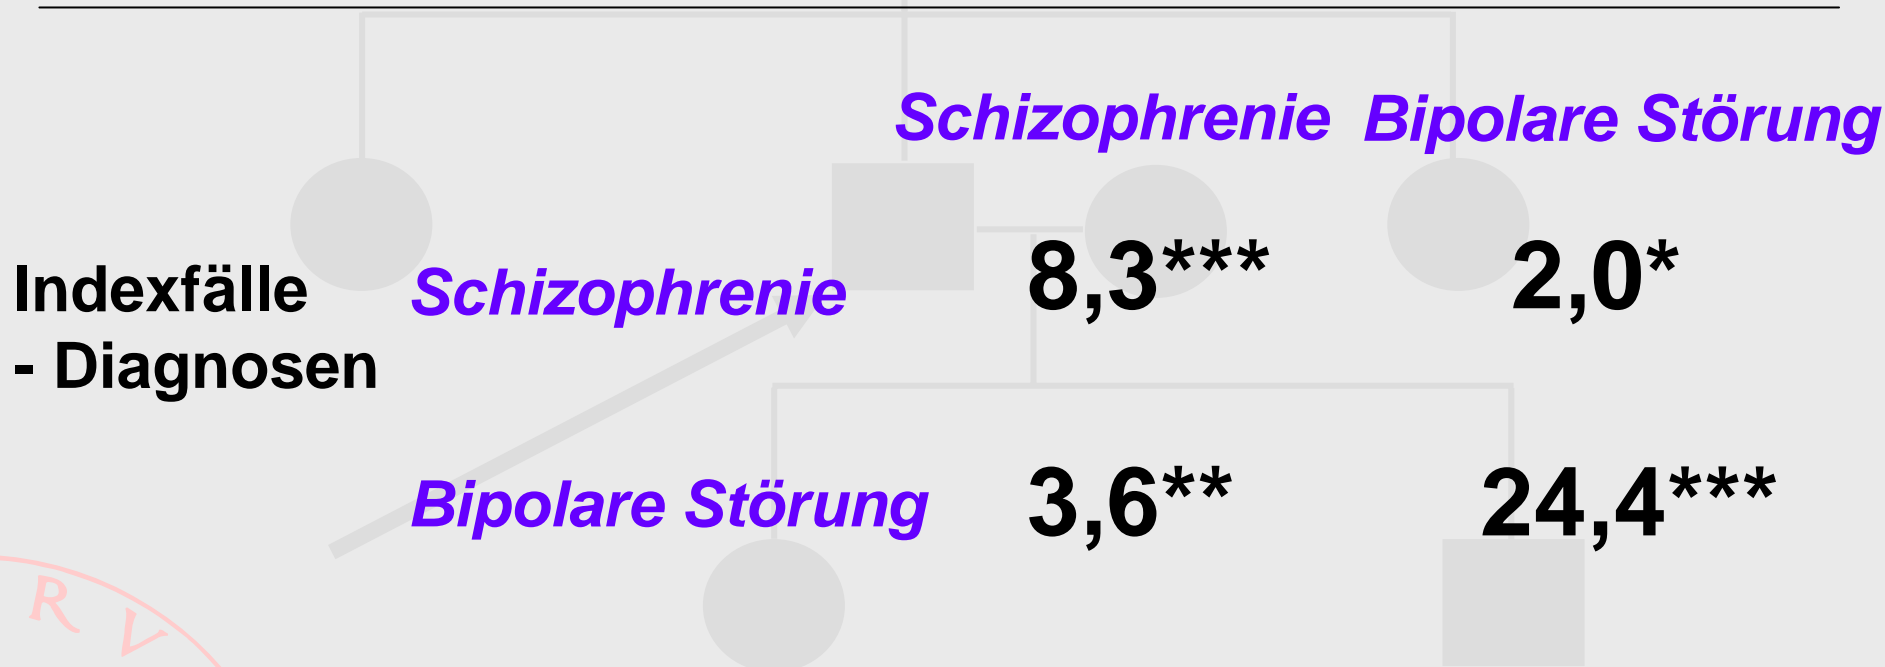 Schizophrenie Bipolare Störung
Indexfälle Schizophrenie 8,3*** 2,0*
- Diagnosen
Bipolare Störung 3,6** 24,4***
R V